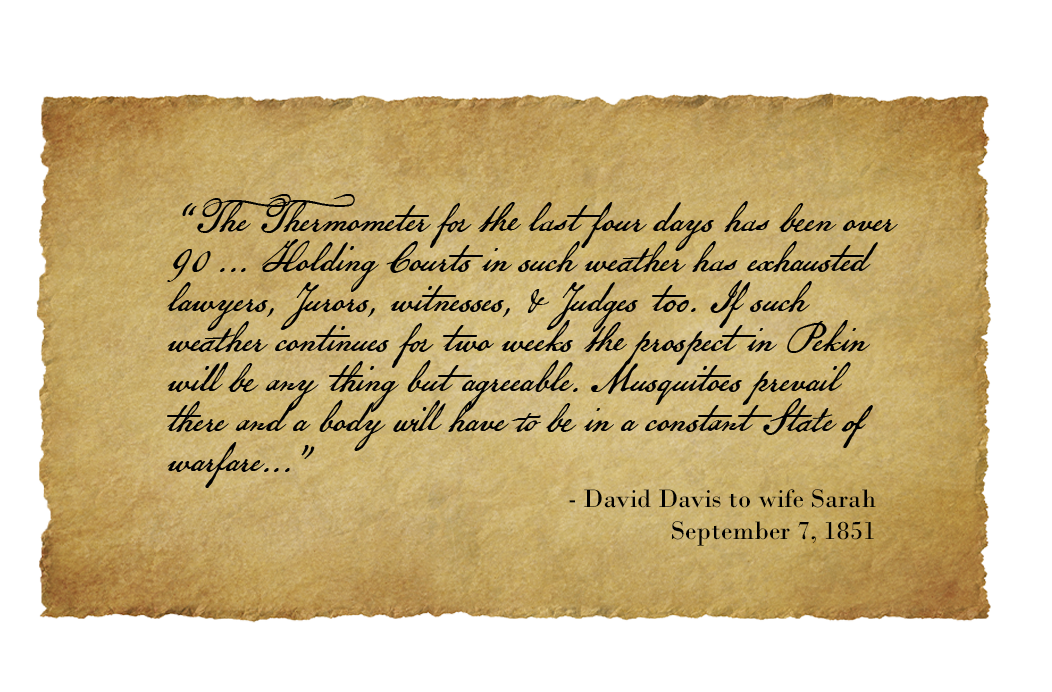 “The Thermometer for the last four days has been over
90 ... Holding Courts in such weather has exhausted
lawyers, Jurors, witnesses, & Judges too. If such
weather continues for two weeks the prospect in Pekin
will be any thing but agreeable. Musquitoes prevail
there and a body will have to be in a constant State of
warfare...”
- David Davis to wife Sarah
September 7, 1851